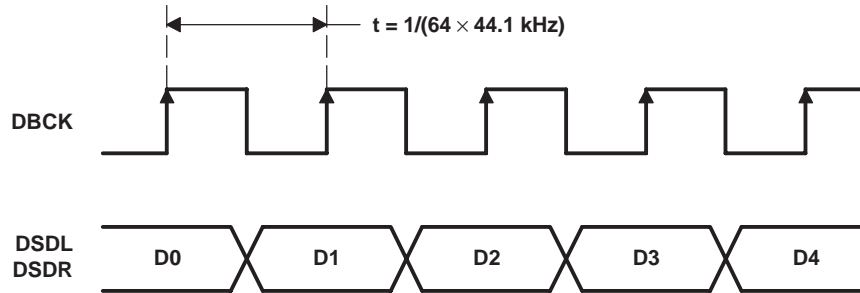 t = 1/(64 × 44.1 kHz)
DBCK
DSDL
DSDR
D0 D1 D2 D3 D4